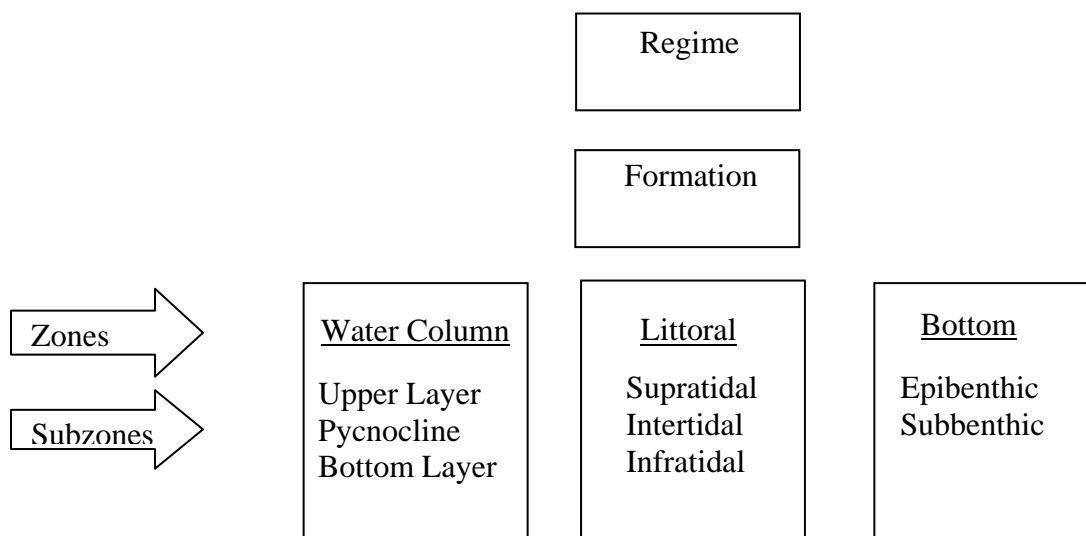 Regime
Formation
Zones
Subzones
Water Column
Upper Layer
Pycnocline
Bottom Layer
Littoral
Supratidal
Intertidal
Infratidal
Bottom
Epibenthic
Subbenthic